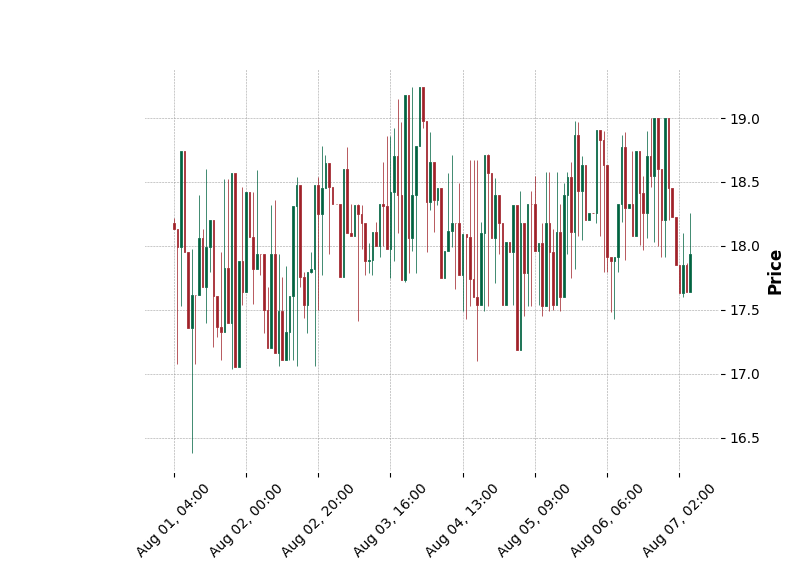 19.0
18.5
18.0
17.5
17.0
16.5
Price
Aug 01, 04:00
Aug 02, 00:00
Aug 02, 20:00
Aug 03, 16:00
Aug 04, 13:00
Aug 05, 09:00
Aug 06, 06:00
Aug 07, 02:00